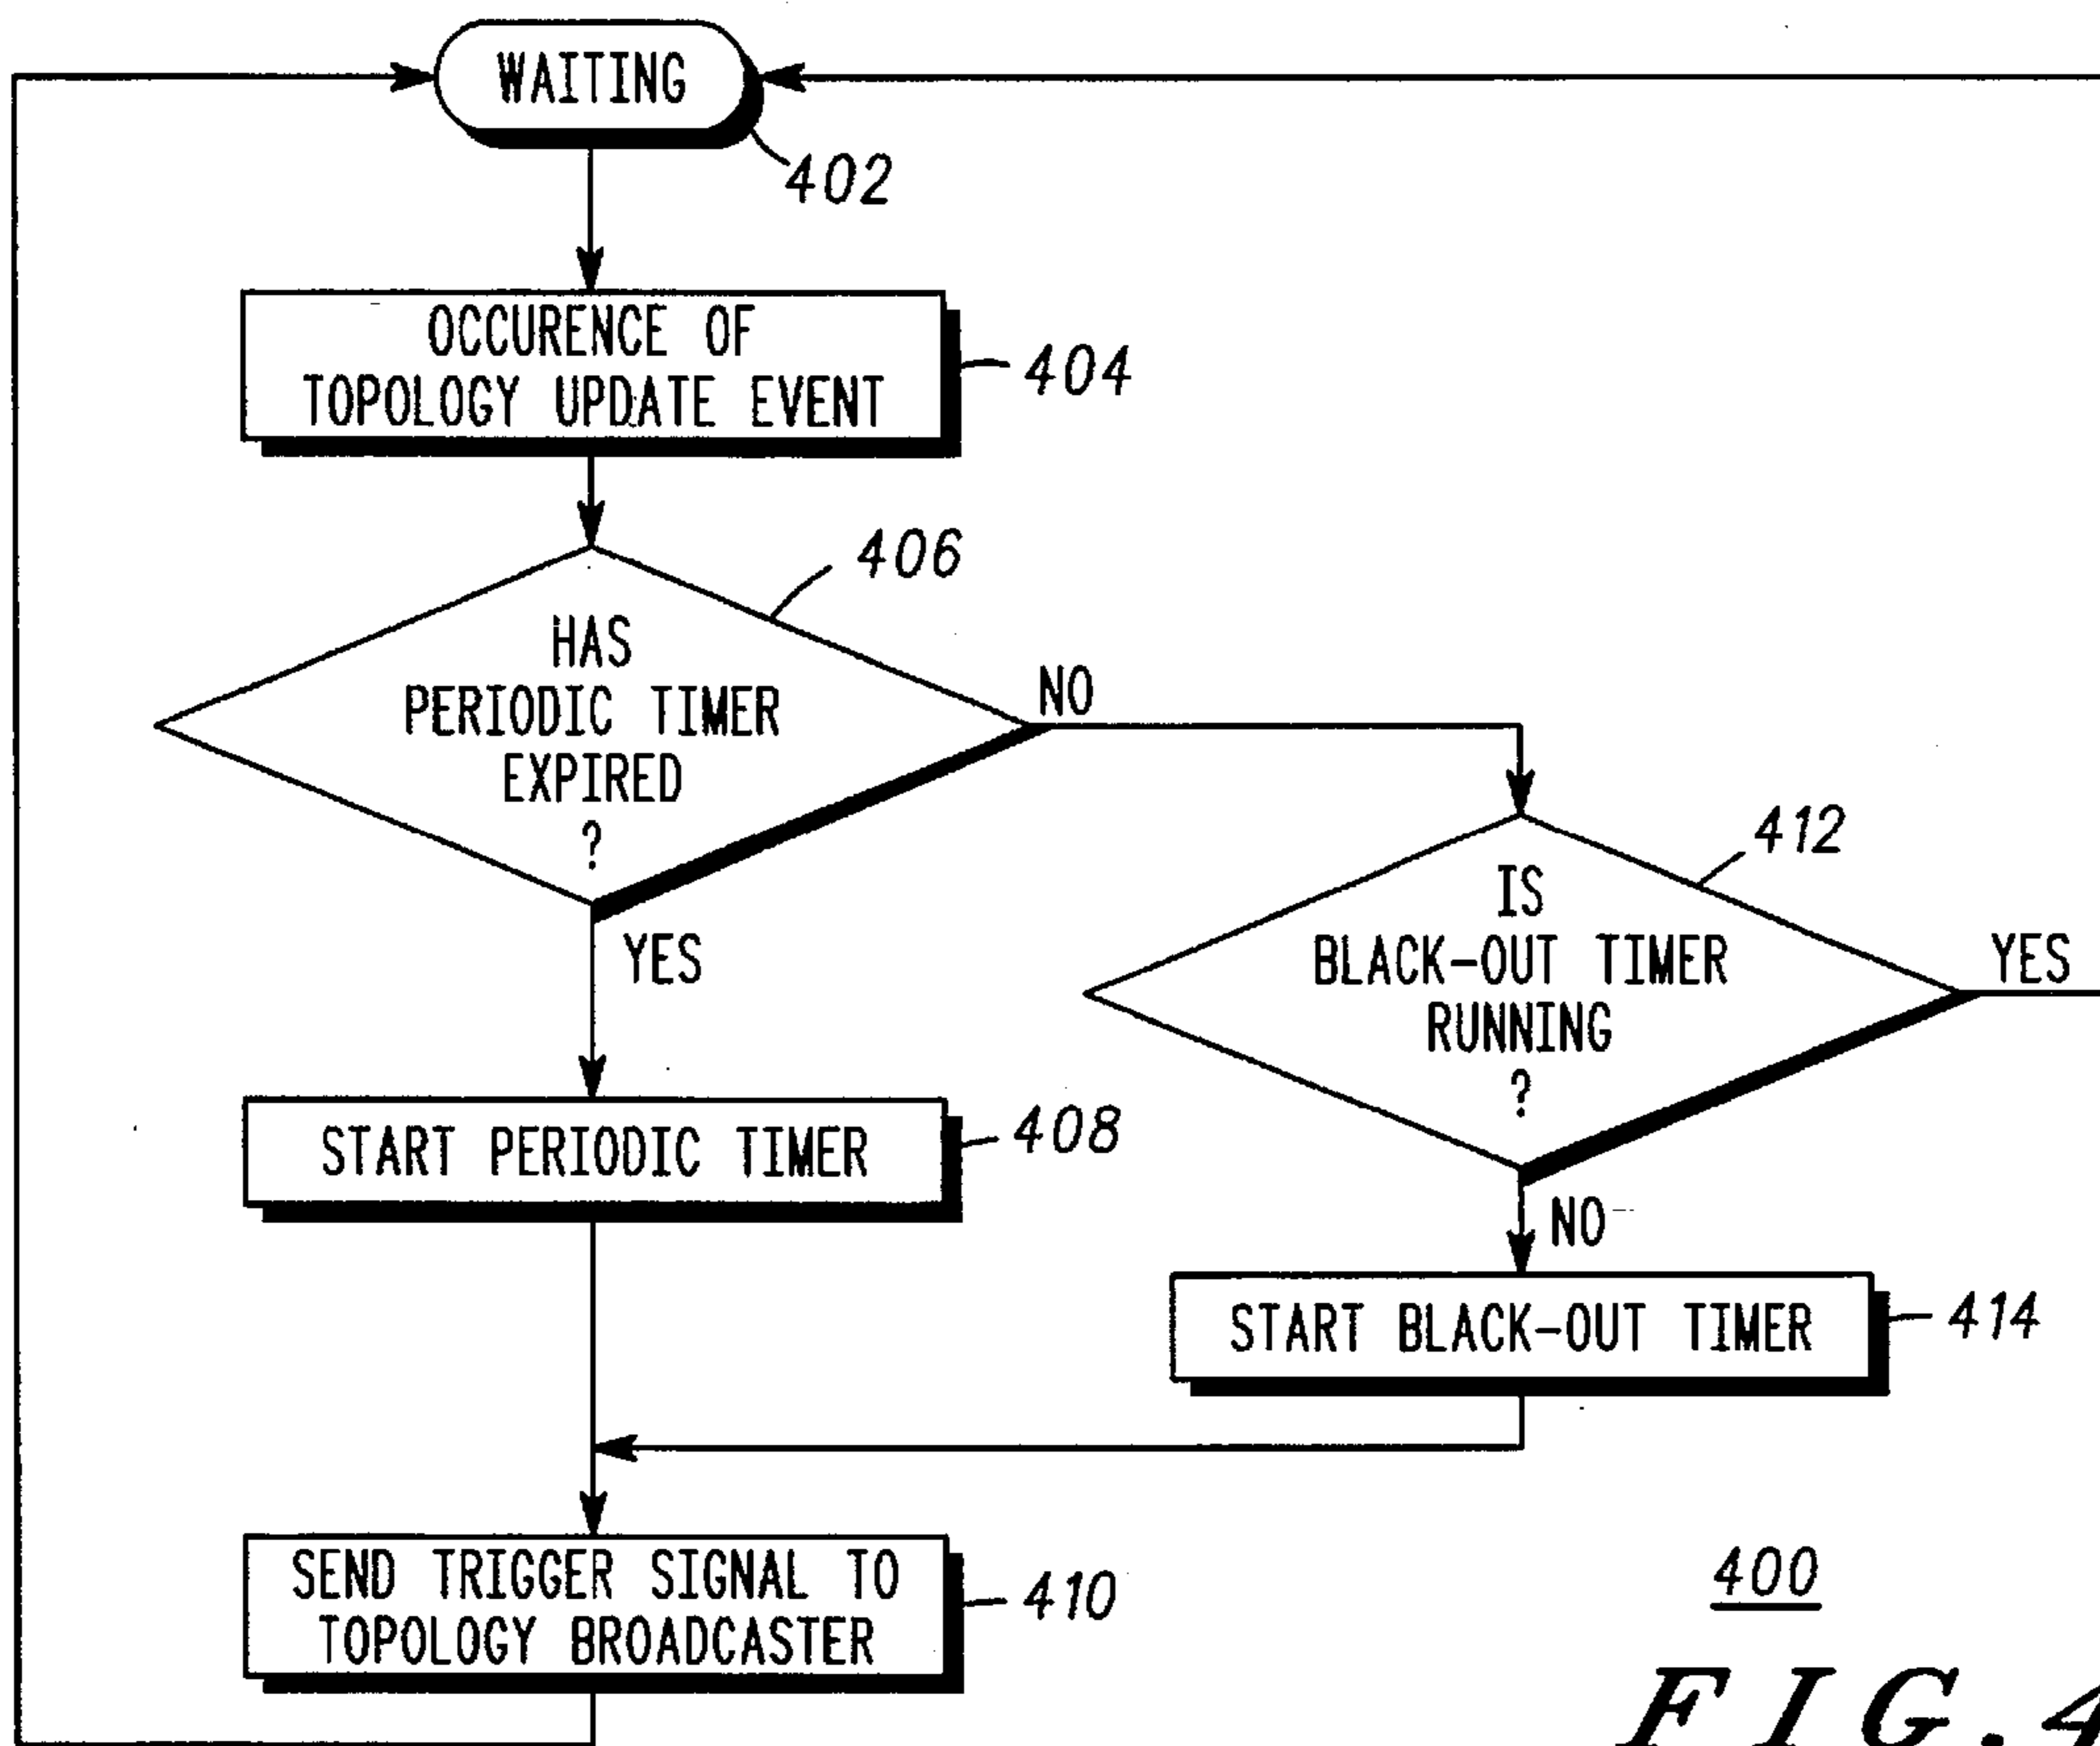 WAITING
402
OCCURENCE OF
TOPOLOGY UPDATE EVENT
404
406
HAS
PERIODIC TIMER
EXPIRED
?
NO
YES
412
IS
BLACK-OUT TIMER
RUNNING
?
YES
NO
START PERIODIC TIMER
408
START BLACK-OUT TIMER
414
SEND TRIGGER SIGNAL TO
TOPOLOGY BROADCASTER
410
400
FIG.4